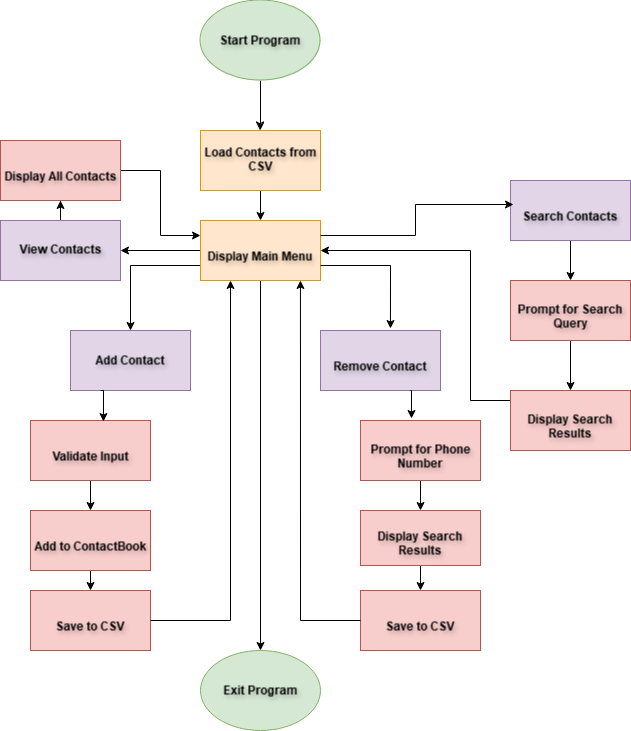 Start Program
Load Contacts from
CSV
Display All Contacts
Search Contacts
View Contacts
Display Main Menu
Prompt for Search
Query
Add Contact
Remove Contact
Display Search
Results
Validate Input
Prompt for Phone
Number
Add to ContactBook
Display Search
Results
Save to CSV
Save to CSV
Exit Program